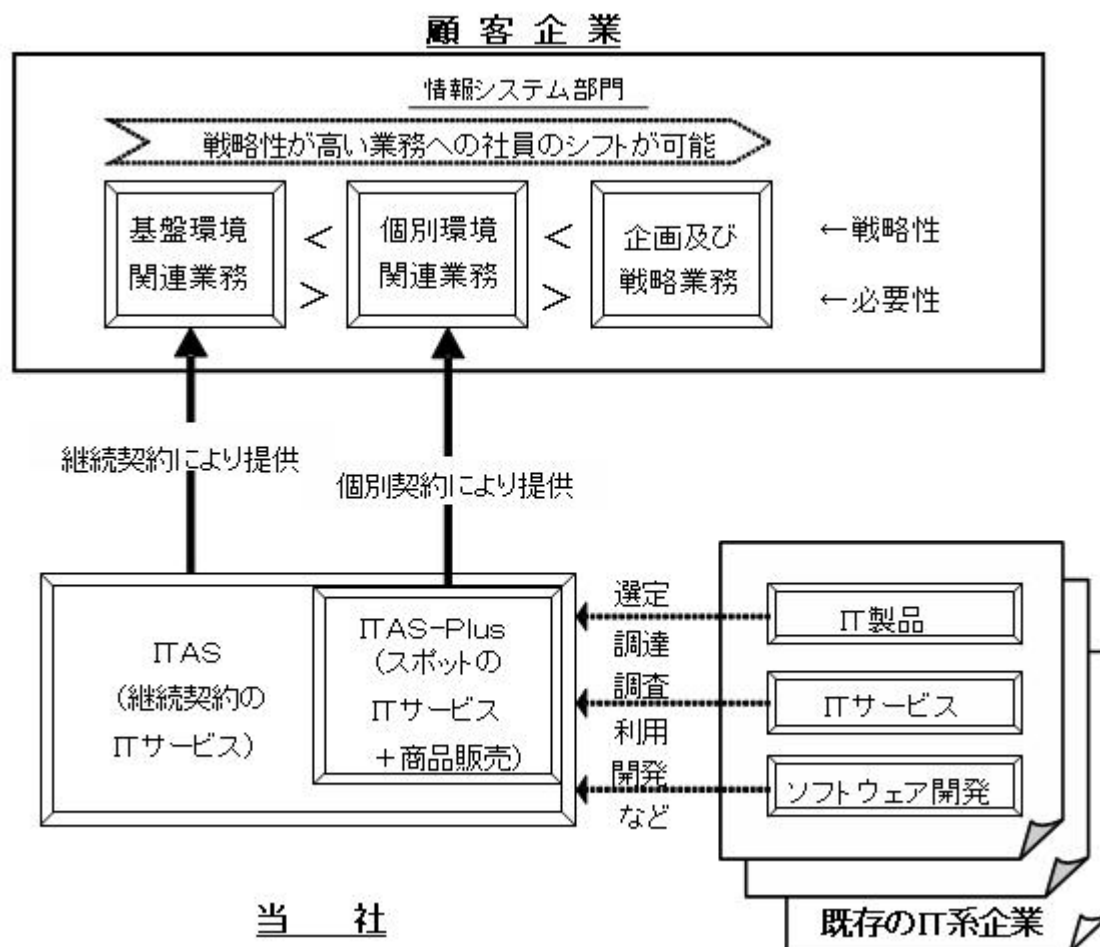 顧 客 企 業
情報システム部門
戦略性が高い業務への社員のシフトが可能
基盤環境
関連業務
<
>
個別環境
関連業務
<
>
企画及び
戦略業務
←戦略性
←必要性
継続契約により提供
個別契約により提供
ITAS
(継続契約の
ITサービス)
ITAS-Plus
(スポットの
ITサービス
+商品販売)
選定
調達
調査
利用
開発
など
IT製品
ITサービス
ソフトウェア開発
当 社
既存のIT系企業